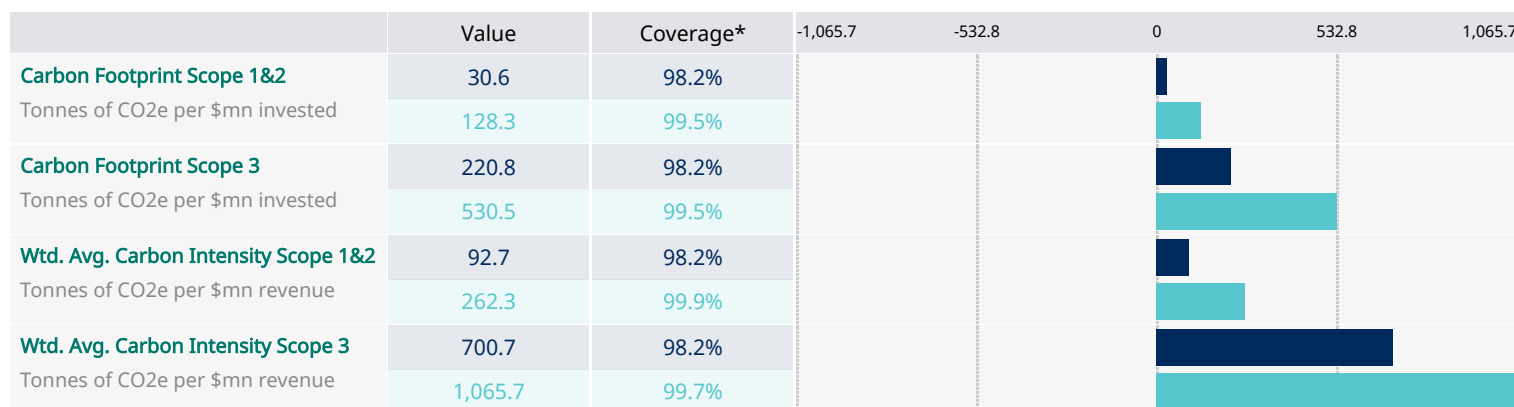 Value Coverage* -1,065.7 -532.8 0 532.8 1,065.7
Carbon Footprint Scope 1&2 30.6 98.2%
Tonnes of CO2e per $mn invested 128.3 99.5%
Carbon Footprint Scope 3 220.8 98.2%
Tonnes of CO2e per $mn invested 530.5 99.5%
Wtd. Avg. Carbon Intensity Scope 1&2 92.7 98.2%
Tonnes of CO2e per $mn revenue 262.3 99.9%
Wtd. Avg. Carbon Intensity Scope 3 700.7 98.2%
Tonnes of CO2e per $mn revenue 1,065.7 99.7%